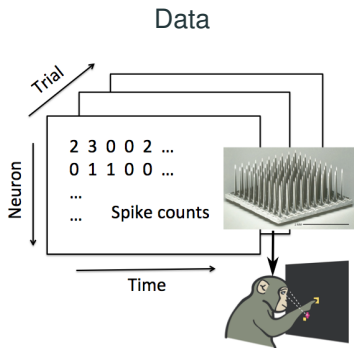 Data
Trial
2 3 0 0 2 ...
0 1 1 0 0 ...
...
... Spike counts
Neuron
Time